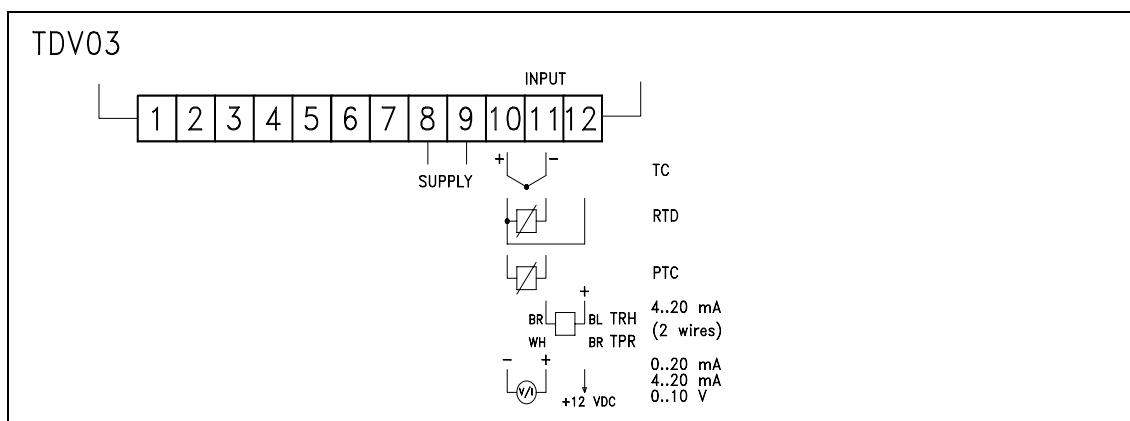 TDV03
INPUT
1 2 3 4 5 6 7 8 9 10 11 12
+ -
SUPPLY
TC
RTD
PTC
+
4..20 mA
BR BL TRH
(2 wires)
WH BR TPR
- +
0..20 mA
4..20 mA
V/I
0..10 V
+12 VDC